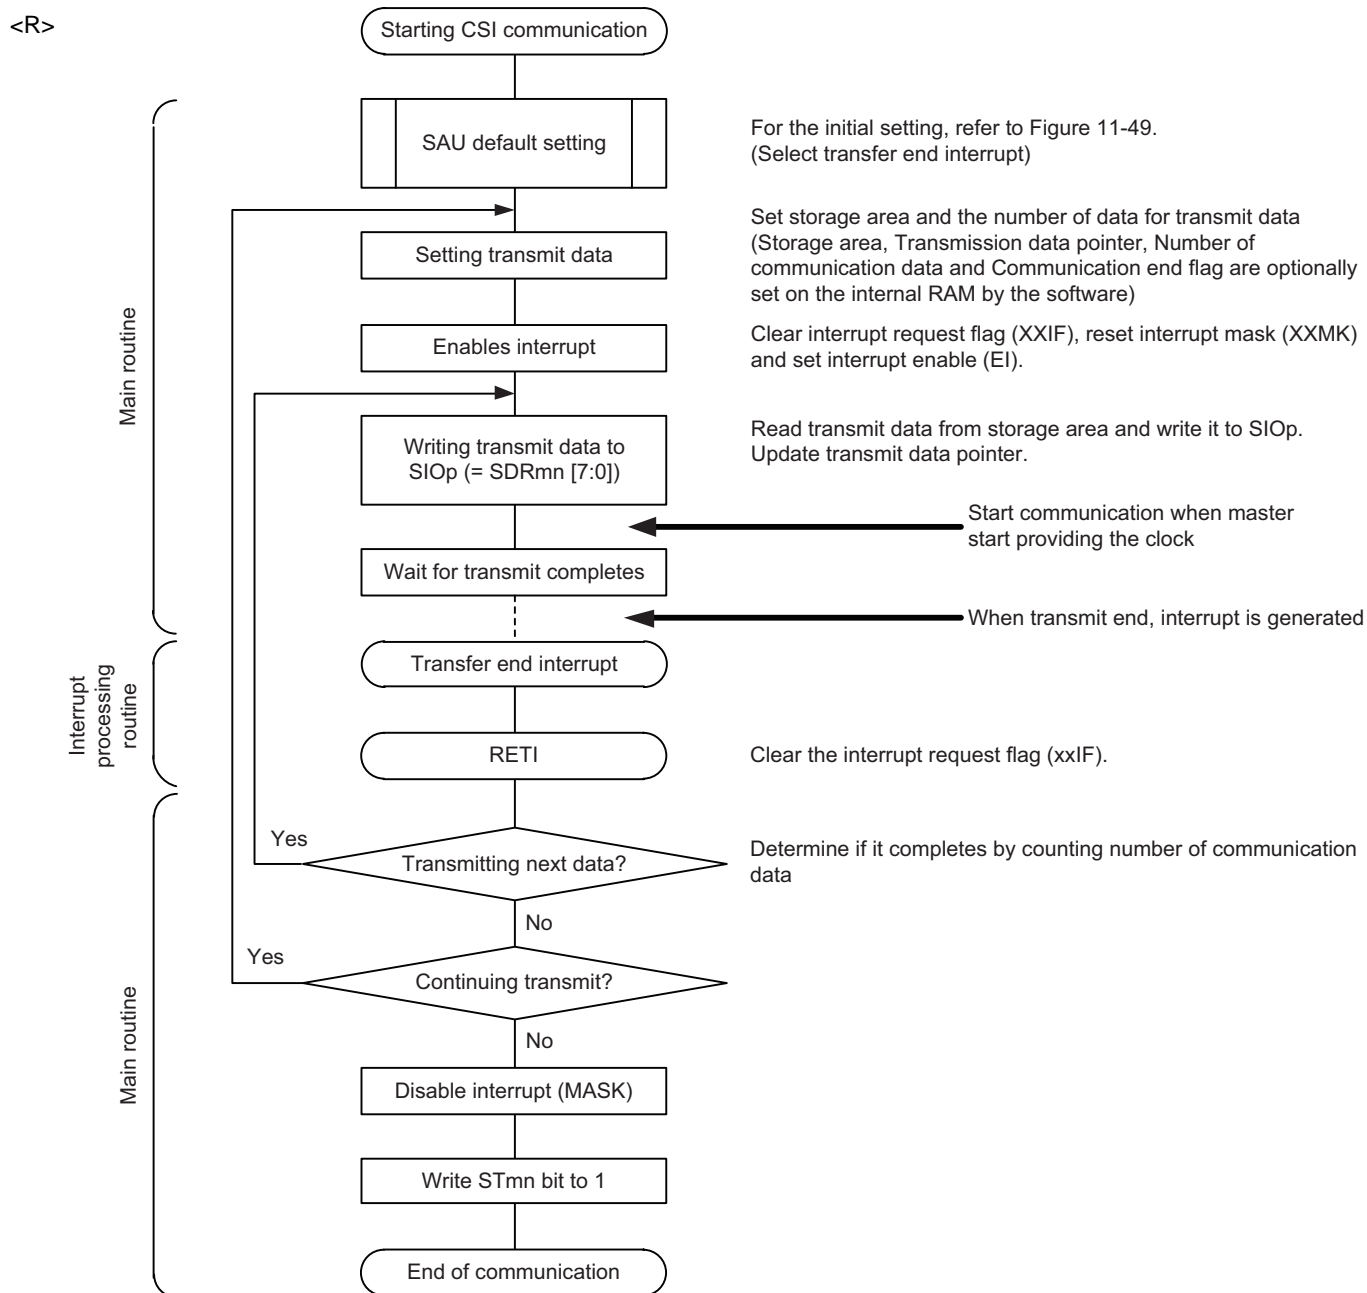 <R>
Starting CSI communication
Main routine
SAU default setting
For the initial setting, refer to Figure 11-49.
(Select transfer end interrupt)
Setting transmit data
Set storage area and the number of data for transmit data
(Storage area, Transmission data pointer, Number of
communication data and Communication end flag are optionally
set on the internal RAM by the software)
Enables interrupt
Clear interrupt request flag (XXIF), reset interrupt mask (XXMK)
and set interrupt enable (EI).
Writing transmit data to
SIOp (= SDRmn [7:0])
Read transmit data from storage area and write it to SIOp.
Update transmit data pointer.
Start communication when master
start providing the clock
Wait for transmit completes
When transmit end, interrupt is generated
Interrupt
processing
routine
Transfer end interrupt
RETI
Clear the interrupt request flag (xxIF).
Main routine
Yes
Transmitting next data?
Determine if it completes by counting number of communication
data
No
Yes
Continuing transmit?
No
Disable interrupt (MASK)
Write STmn bit to 1
End of communication